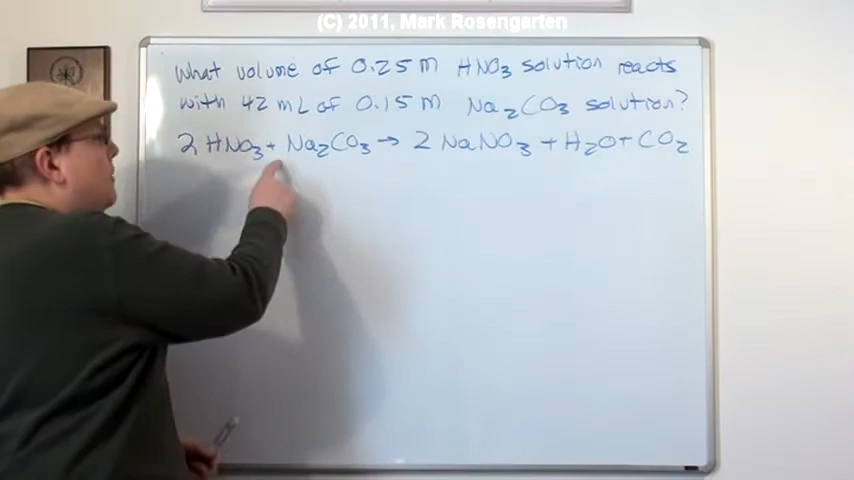 (C) 2011, Mark Rosengarten
What volume of 0.25 M HNO₃ solution reacts
with 42 mL of 0.15 M Na₂CO₃ solution?
2 HNO₃ + Na₂CO₃ → 2 NaNO₃ + H₂O + CO₂